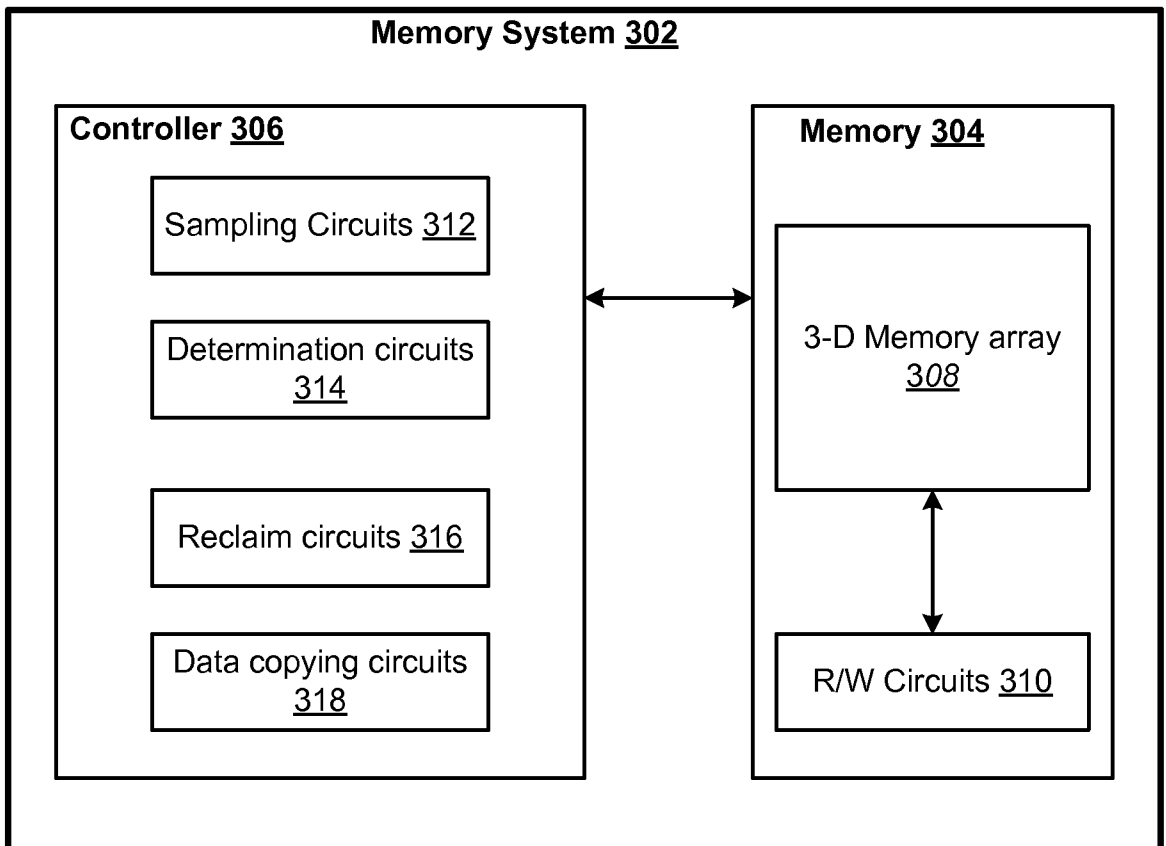 Memory System 302
Controller 306
Sampling Circuits 312
Determination circuits
314
Reclaim circuits 316
Data copying circuits
318
Memory 304
3-D Memory array
308
R/W Circuits 310